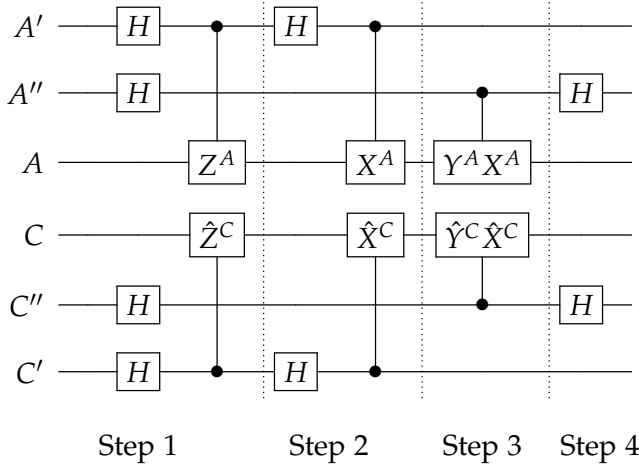 A′ H H
A″ H H
A Z^A X^A Y^A X^A
C Ẑ^C X̂^C Ŷ^C X̂^C
C″ H H
C′ H H
Step 1 Step 2 Step 3 Step 4